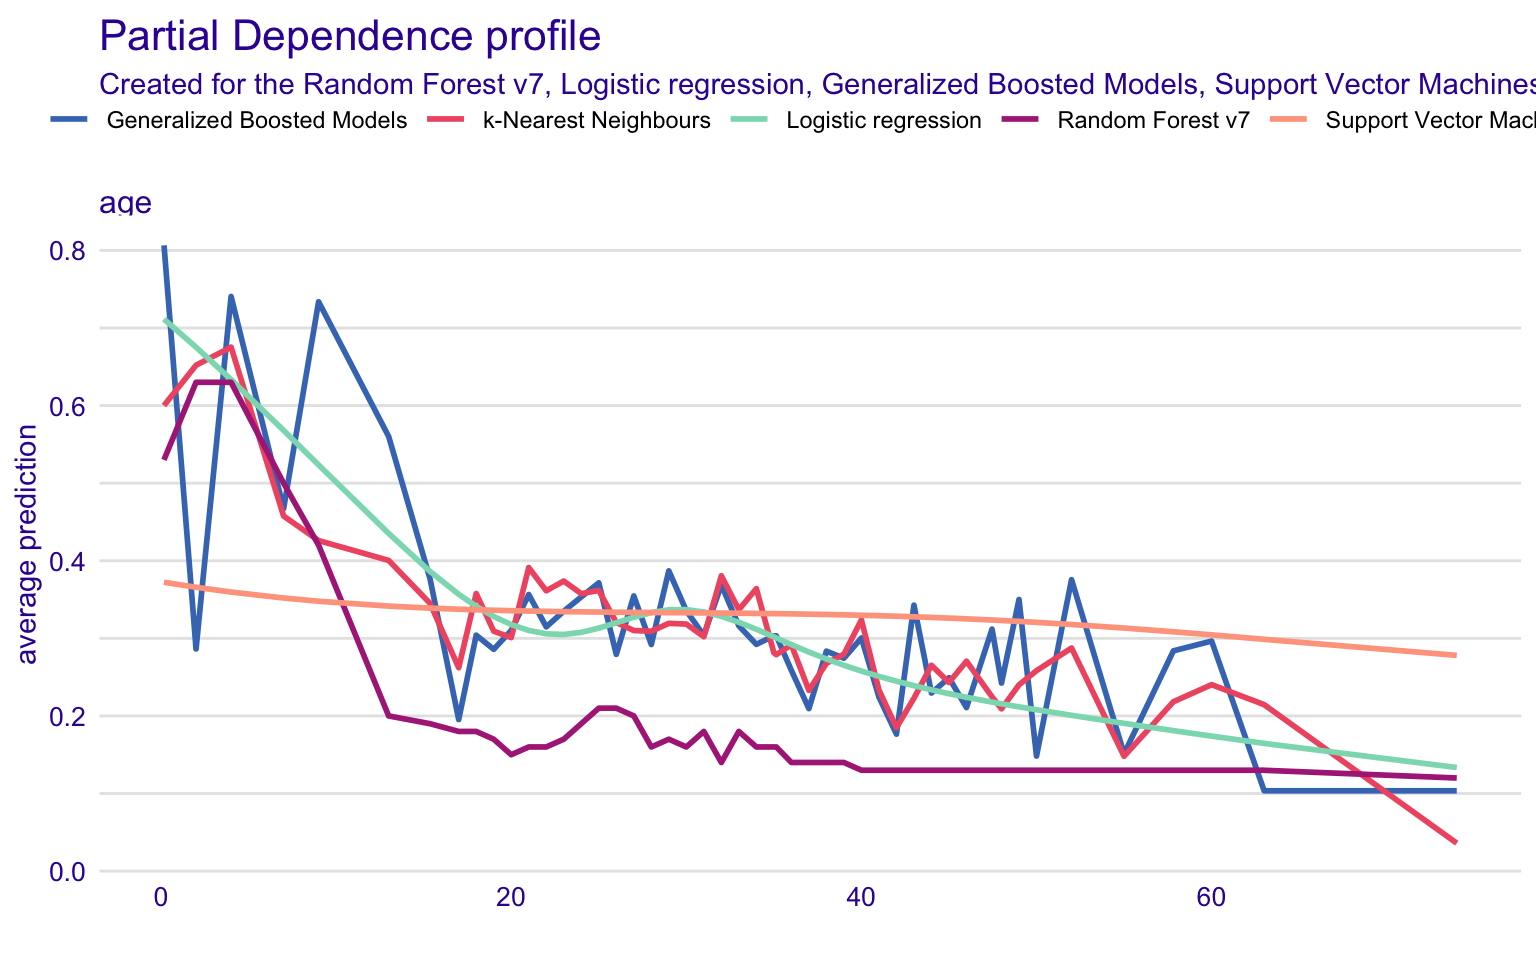 Partial Dependence profile
Created for the Random Forest v7, Logistic regression, Generalized Boosted Models, Support Vector Machines
Generalized Boosted Models k-Nearest Neighbours Logistic regression Random Forest v7 Support Vector
age
average prediction
0.8
0.6
0.4
0.2
0.0
0 20 40 60